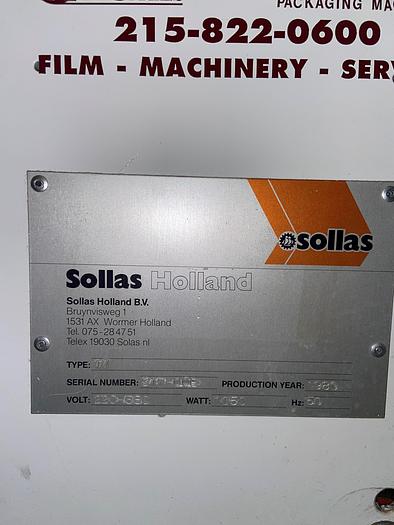 PACKAGING MA
215-822-0600
FILM - MACHINERY - SER
sollas
Sollas Holland
Sollas Holland B.V.
Bruynvisweg 1
1531 AX Wormer Holland
Tel. 075-284751
Telex 19030 Solas nl
TYPE:
SERIAL NUMBER: PRODUCTION YEAR: 1989
VOLT: WATT: Hz: 50